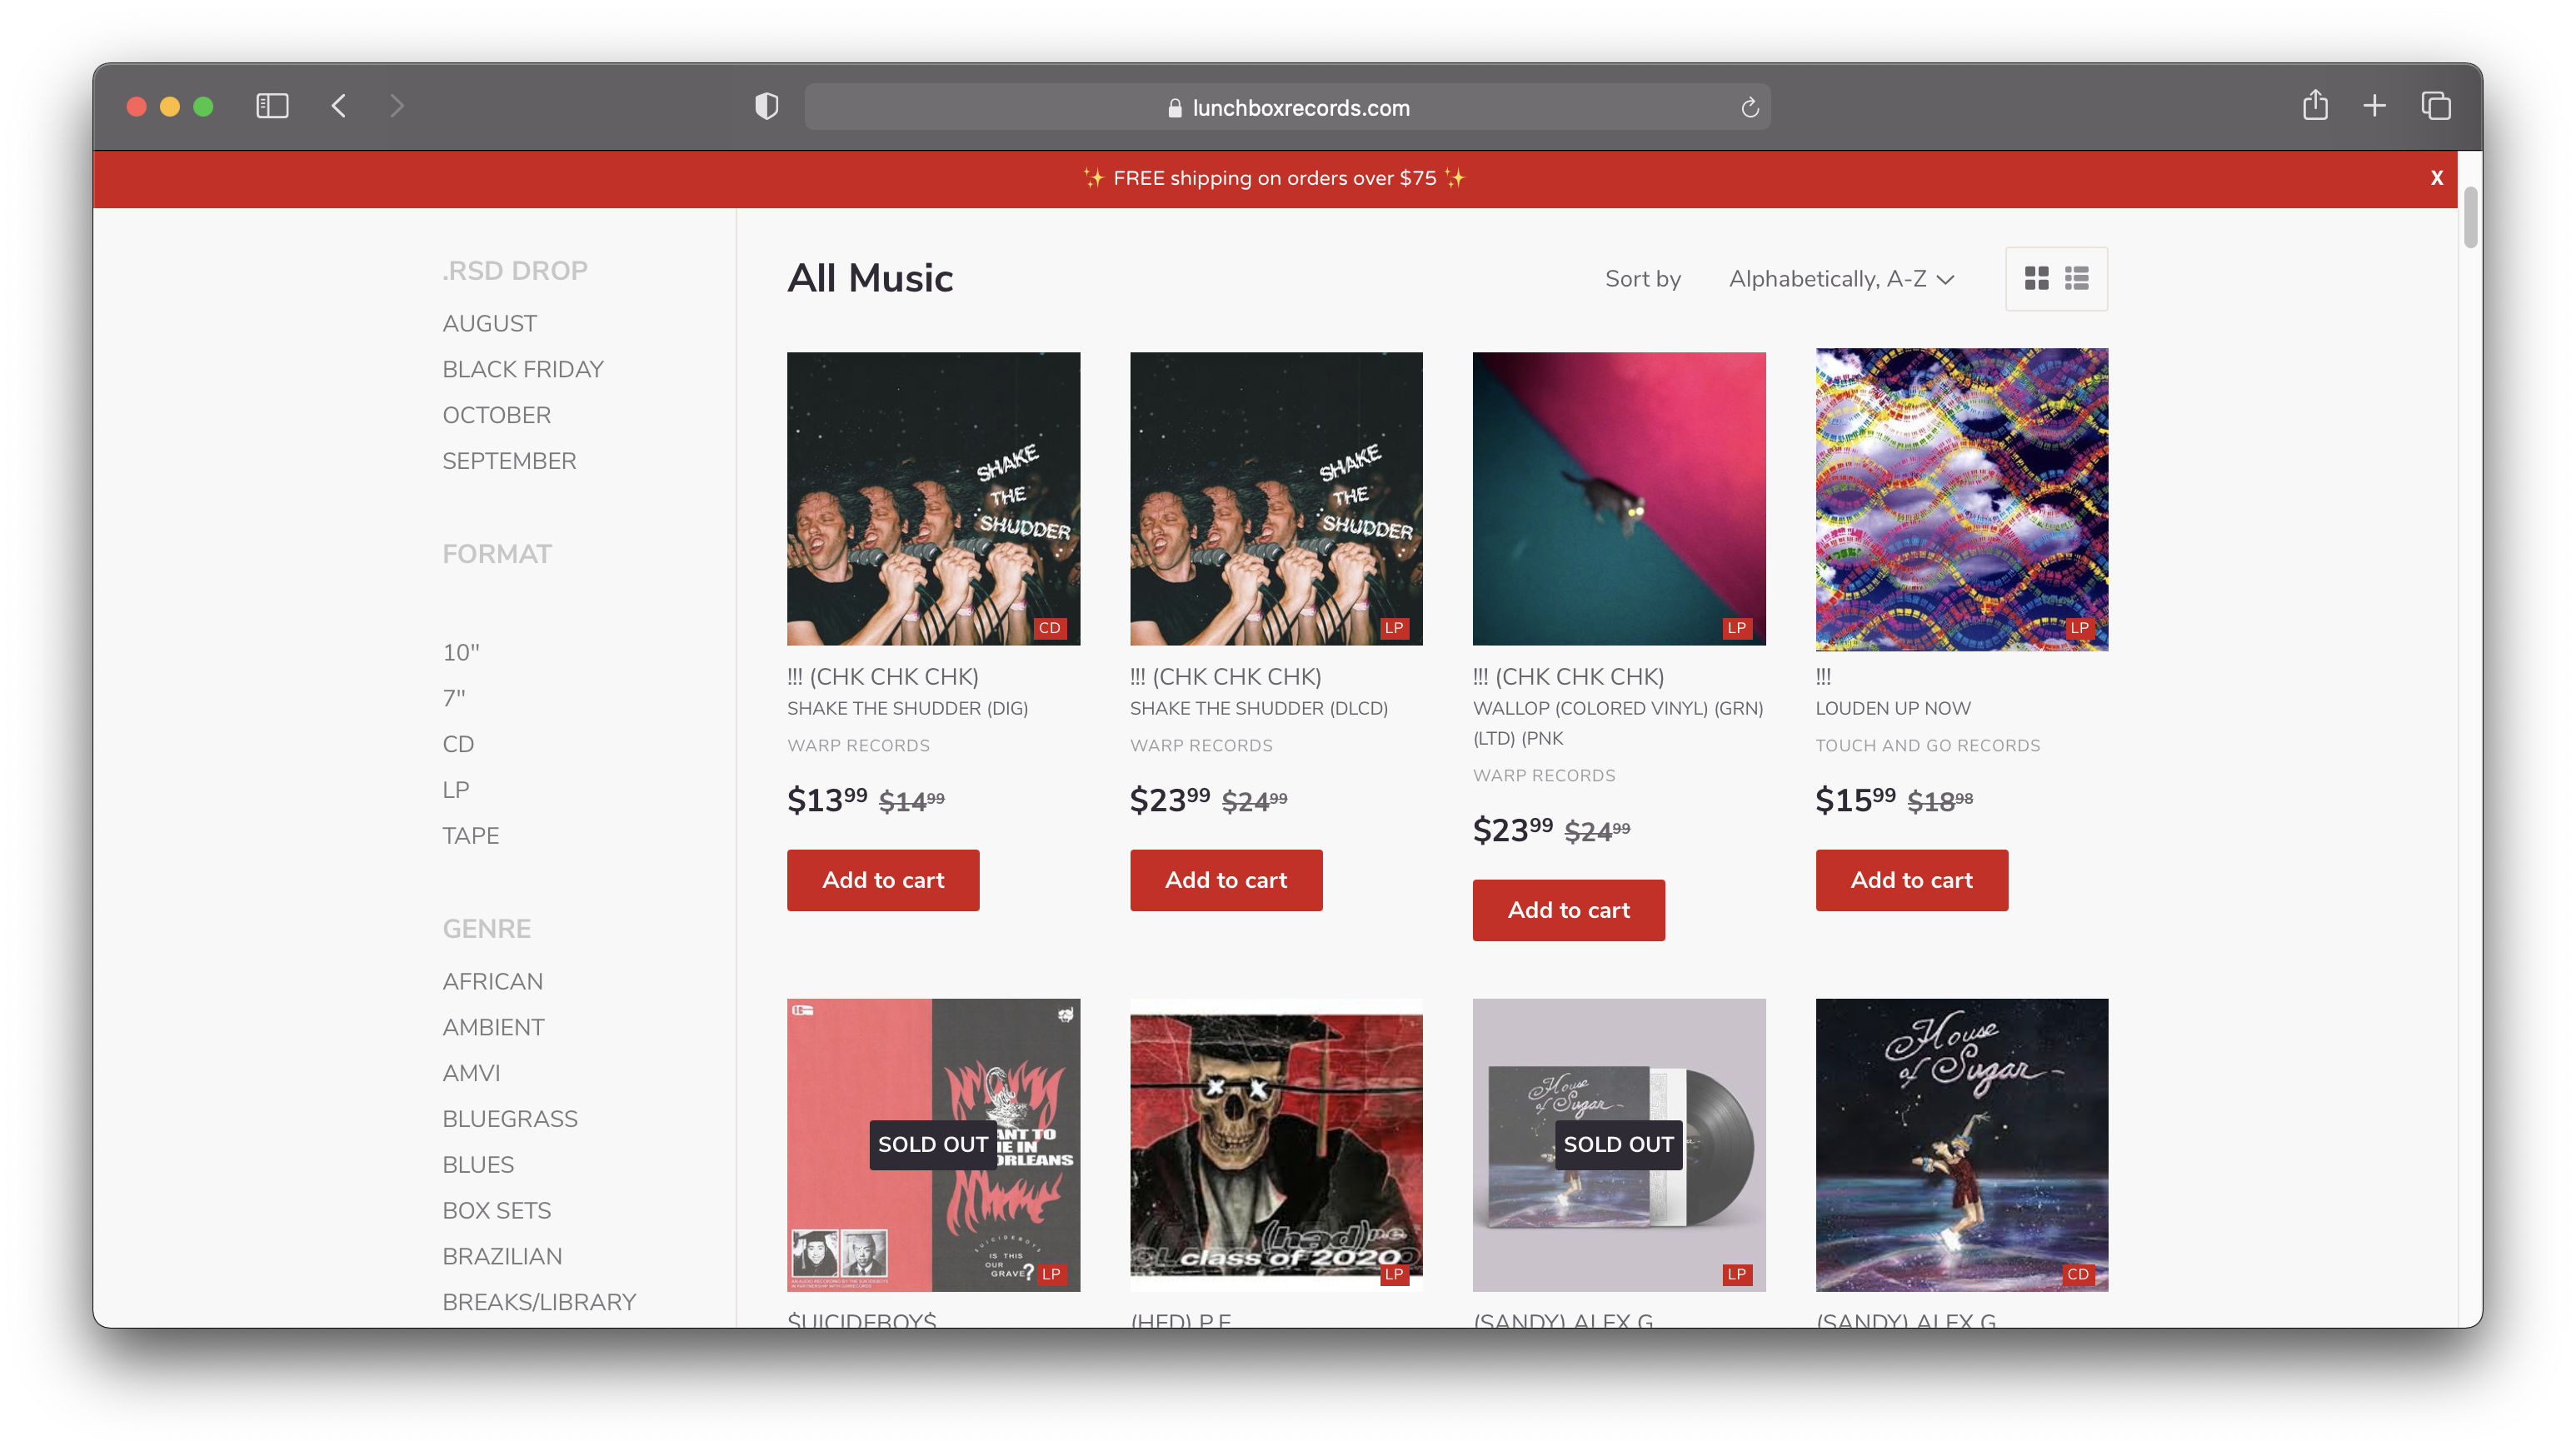 lunchboxrecords.com
✨ FREE shipping on orders over $75 ✨
X
.RSD DROP
AUGUST
BLACK FRIDAY
OCTOBER
SEPTEMBER
FORMAT
10"
7"
CD
LP
TAPE
GENRE
AFRICAN
AMBIENT
AMVI
BLUEGRASS
BLUES
BOX SETS
BRAZILIAN
BREAKS/LIBRARY
All Music
Sort by
Alphabetically, A-Z
SHAKE
THE
SHUDDER
CD
!!! (CHK CHK CHK)
SHAKE THE SHUDDER (DIG)
WARP RECORDS
$13 99 $14 99
Add to cart
SHAKE
THE
SHUDDER
LP
!!! (CHK CHK CHK)
SHAKE THE SHUDDER (DLCD)
WARP RECORDS
$23 99 $24 99
Add to cart
LP
!!! (CHK CHK CHK)
WALLOP (COLORED VINYL) (GRN)
(LTD) (PNK
WARP RECORDS
$23 99 $24 99
Add to cart
LP
!!!
LOUDEN UP NOW
TOUCH AND GO RECORDS
$15 99 $18 98
Add to cart
SOLD OUT
ANT TO
E IN
ORLEANS
SUICIDEBOYS
IS THIS
OUR
GRAVE?
LP
$UICIDEBOY$
(hed)pe
class of 2020
LP
(HED) P.E.
House
of Sugar
SOLD OUT
LP
(SANDY) ALEX G
House
of Sugar
CD
(SANDY) ALEX G